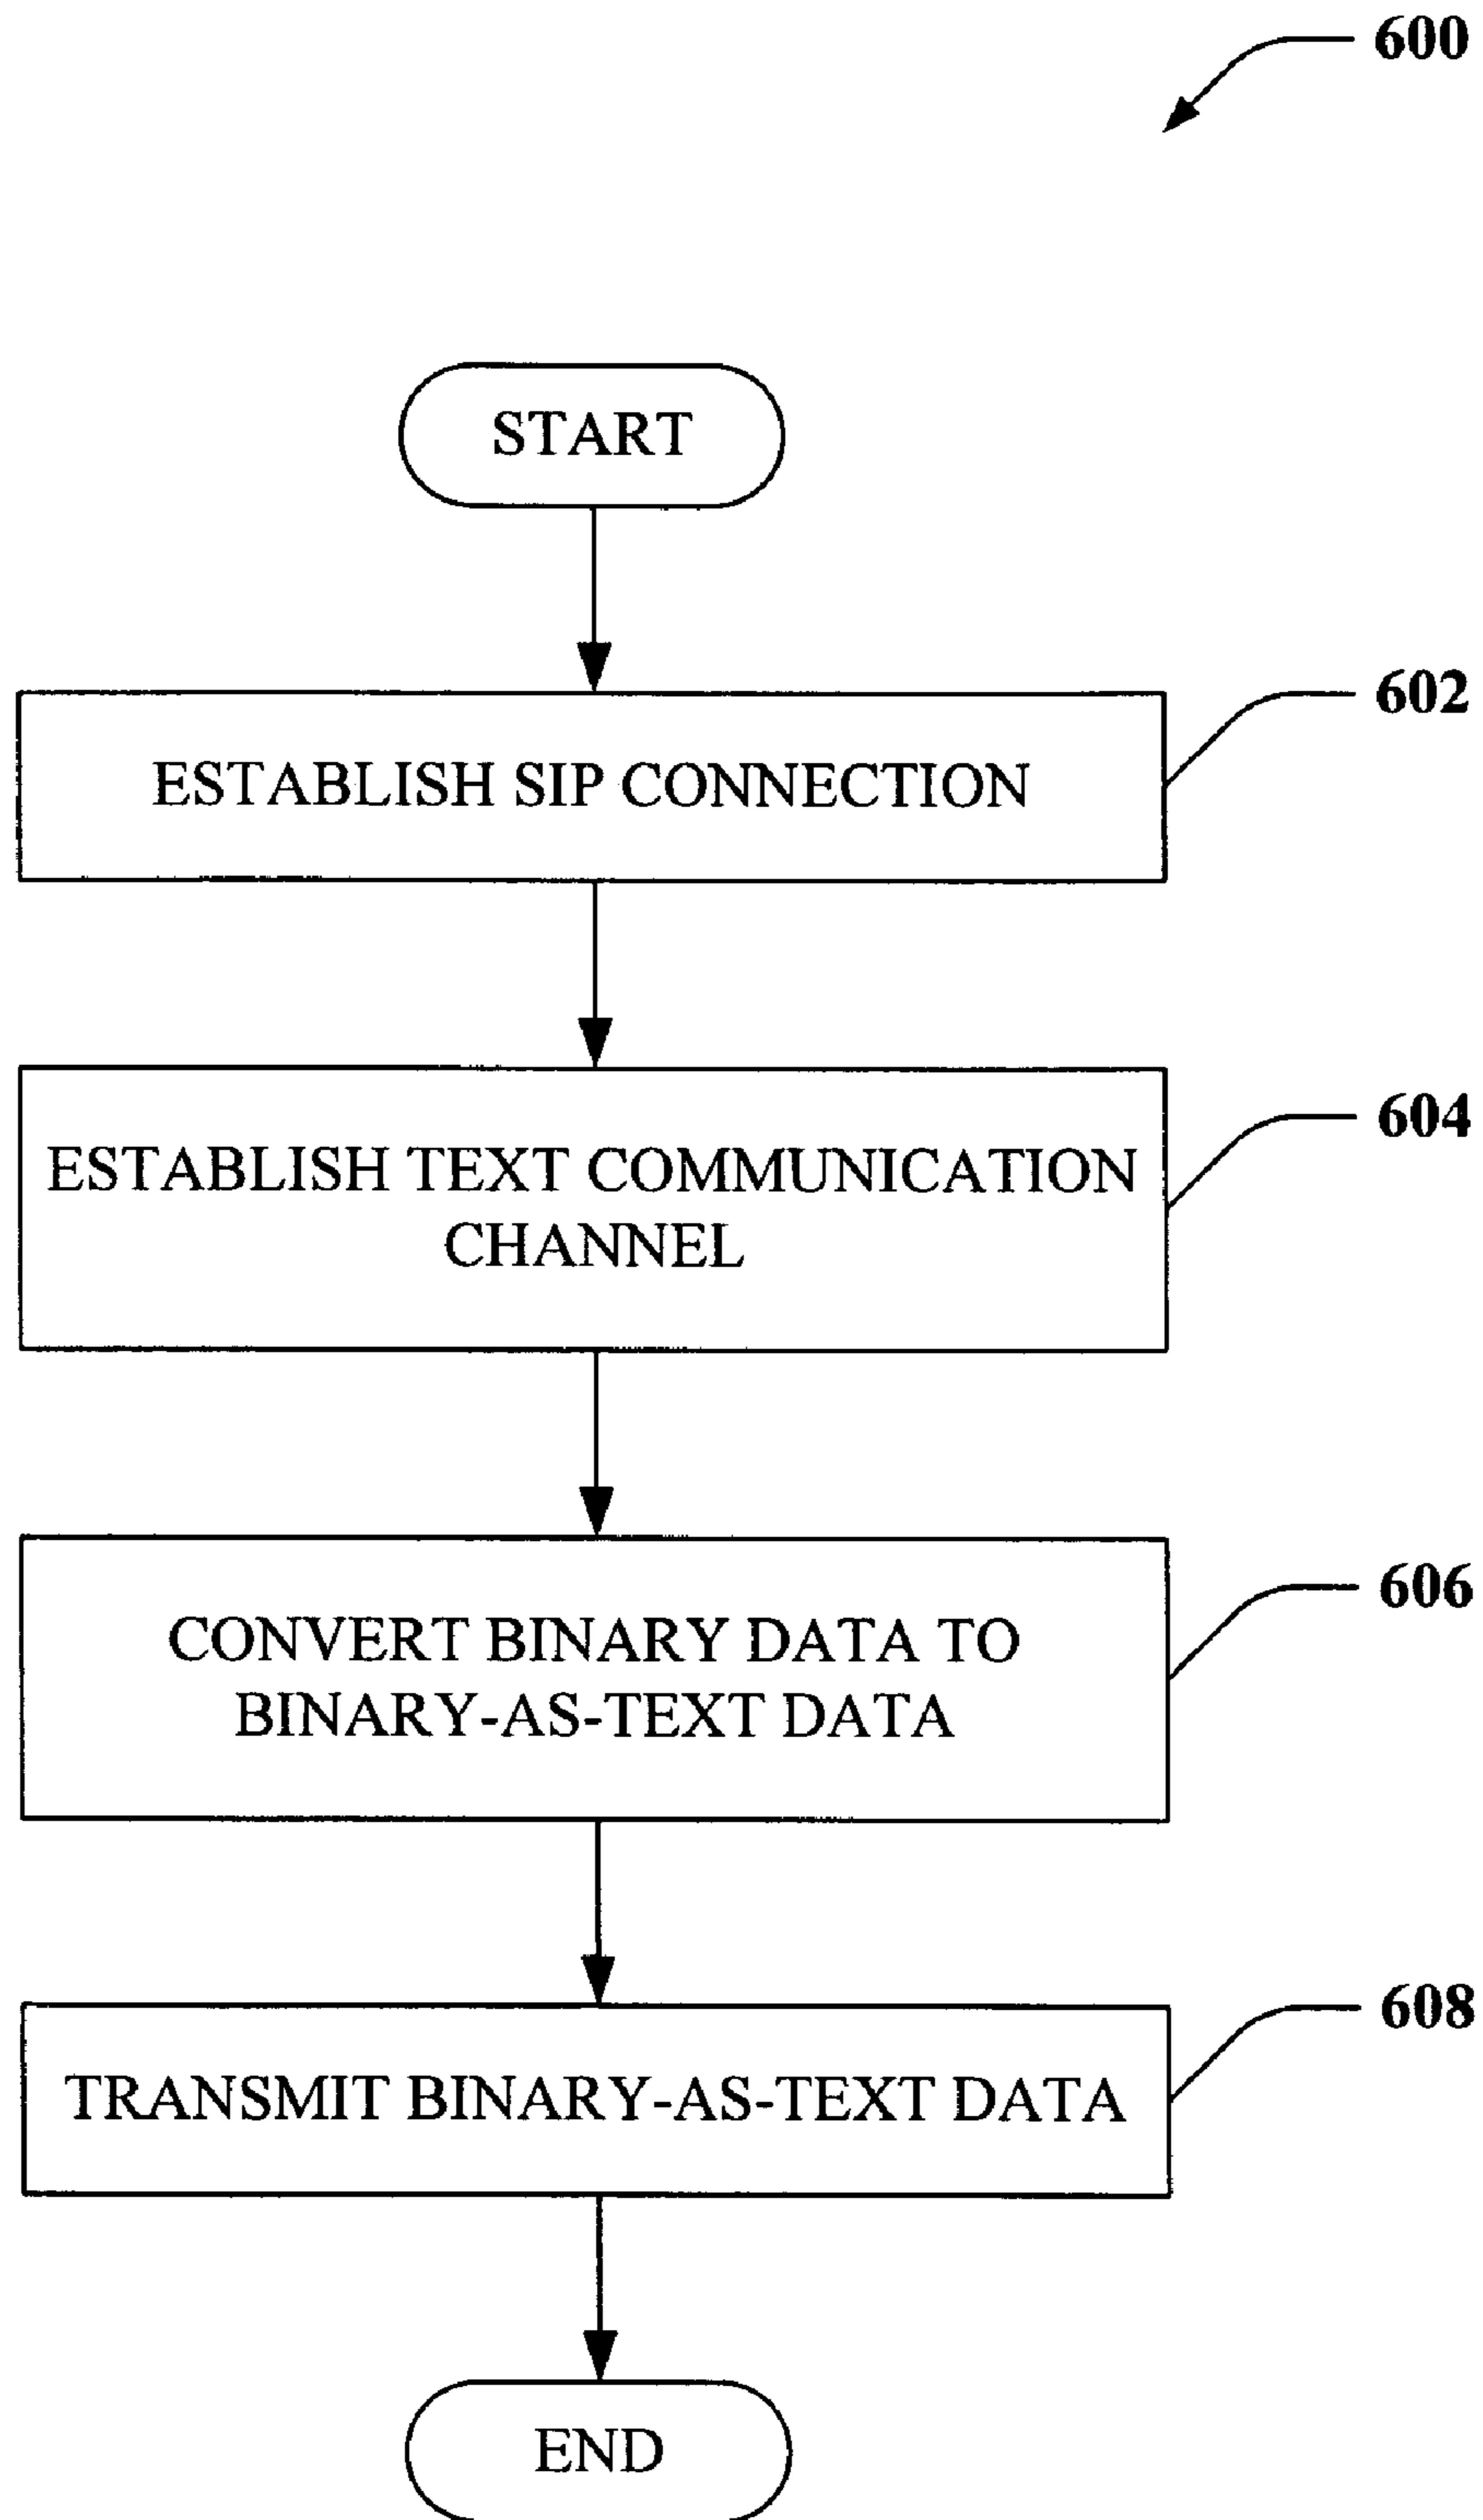 600
START
602
ESTABLISH SIP CONNECTION
604
ESTABLISH TEXT COMMUNICATION
CHANNEL
606
CONVERT BINARY DATA TO
BINARY-AS-TEXT DATA
608
TRANSMIT BINARY-AS-TEXT DATA
END